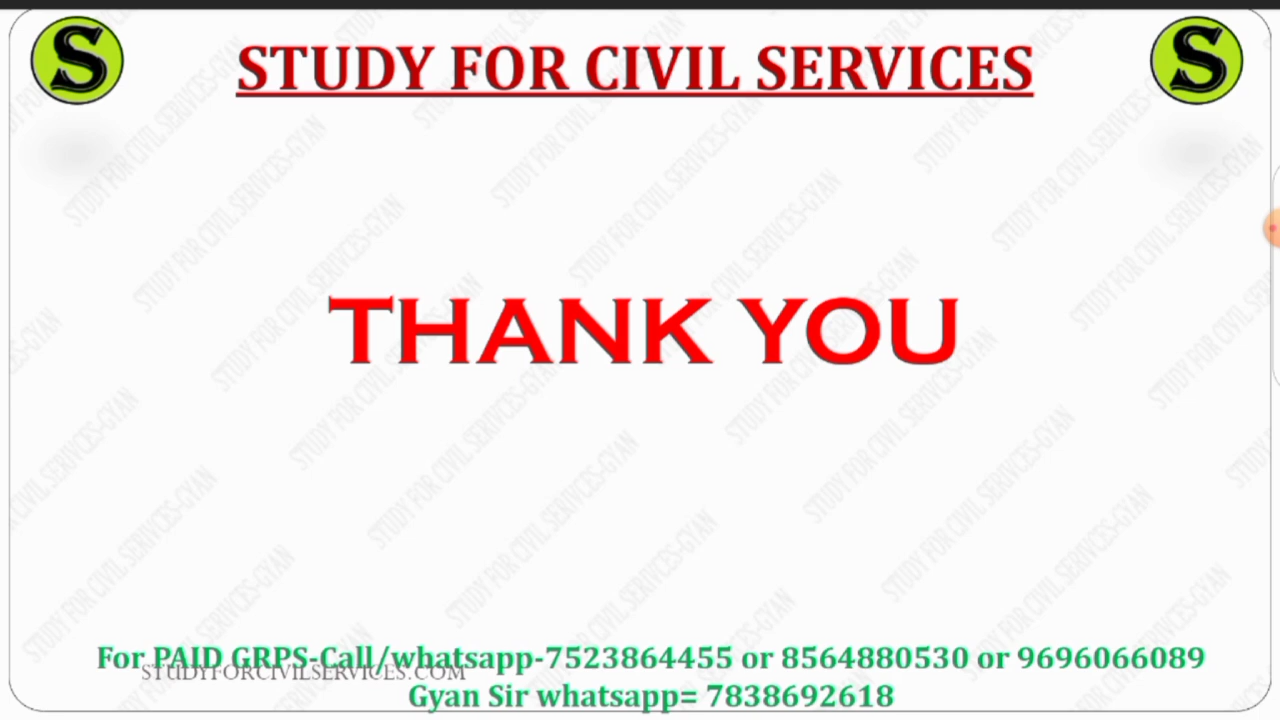 S STUDY FOR CIVIL SERVICES S
THANK YOU
For PAID GRPS-Call/whatsapp-7523864455 or 8564880530 or 9696066089
STUDYFORCIVILSERVICES.COM
Gyan Sir whatsapp= 7838692618